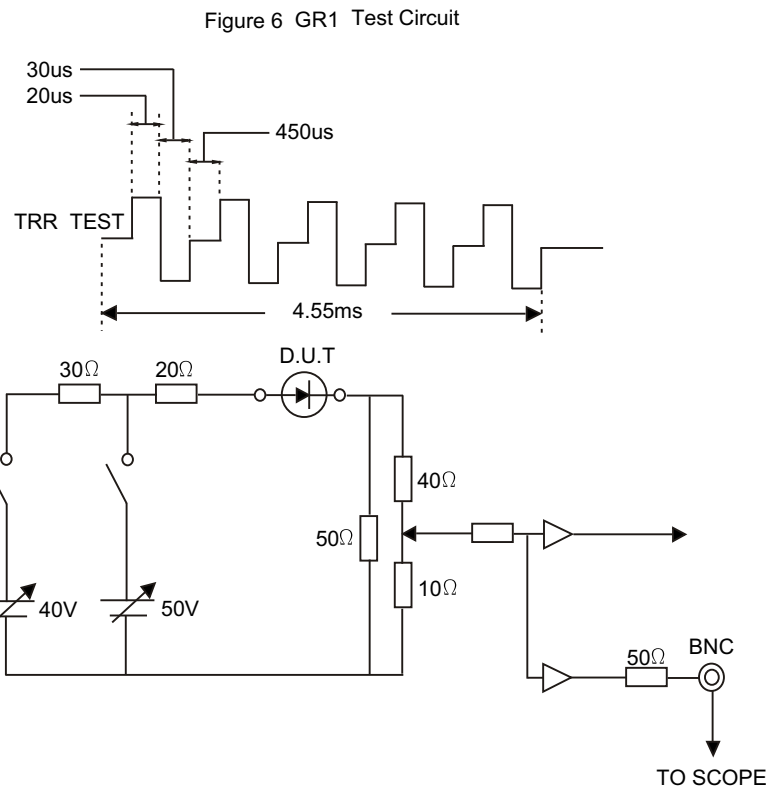 Figure 6 GR1 Test Circuit
30us
20us
450us
TRR TEST
4.55ms
D.U.T
30Ω
20Ω
40Ω
50Ω
10Ω
40V
50V
50Ω
BNC
TO SCOPE